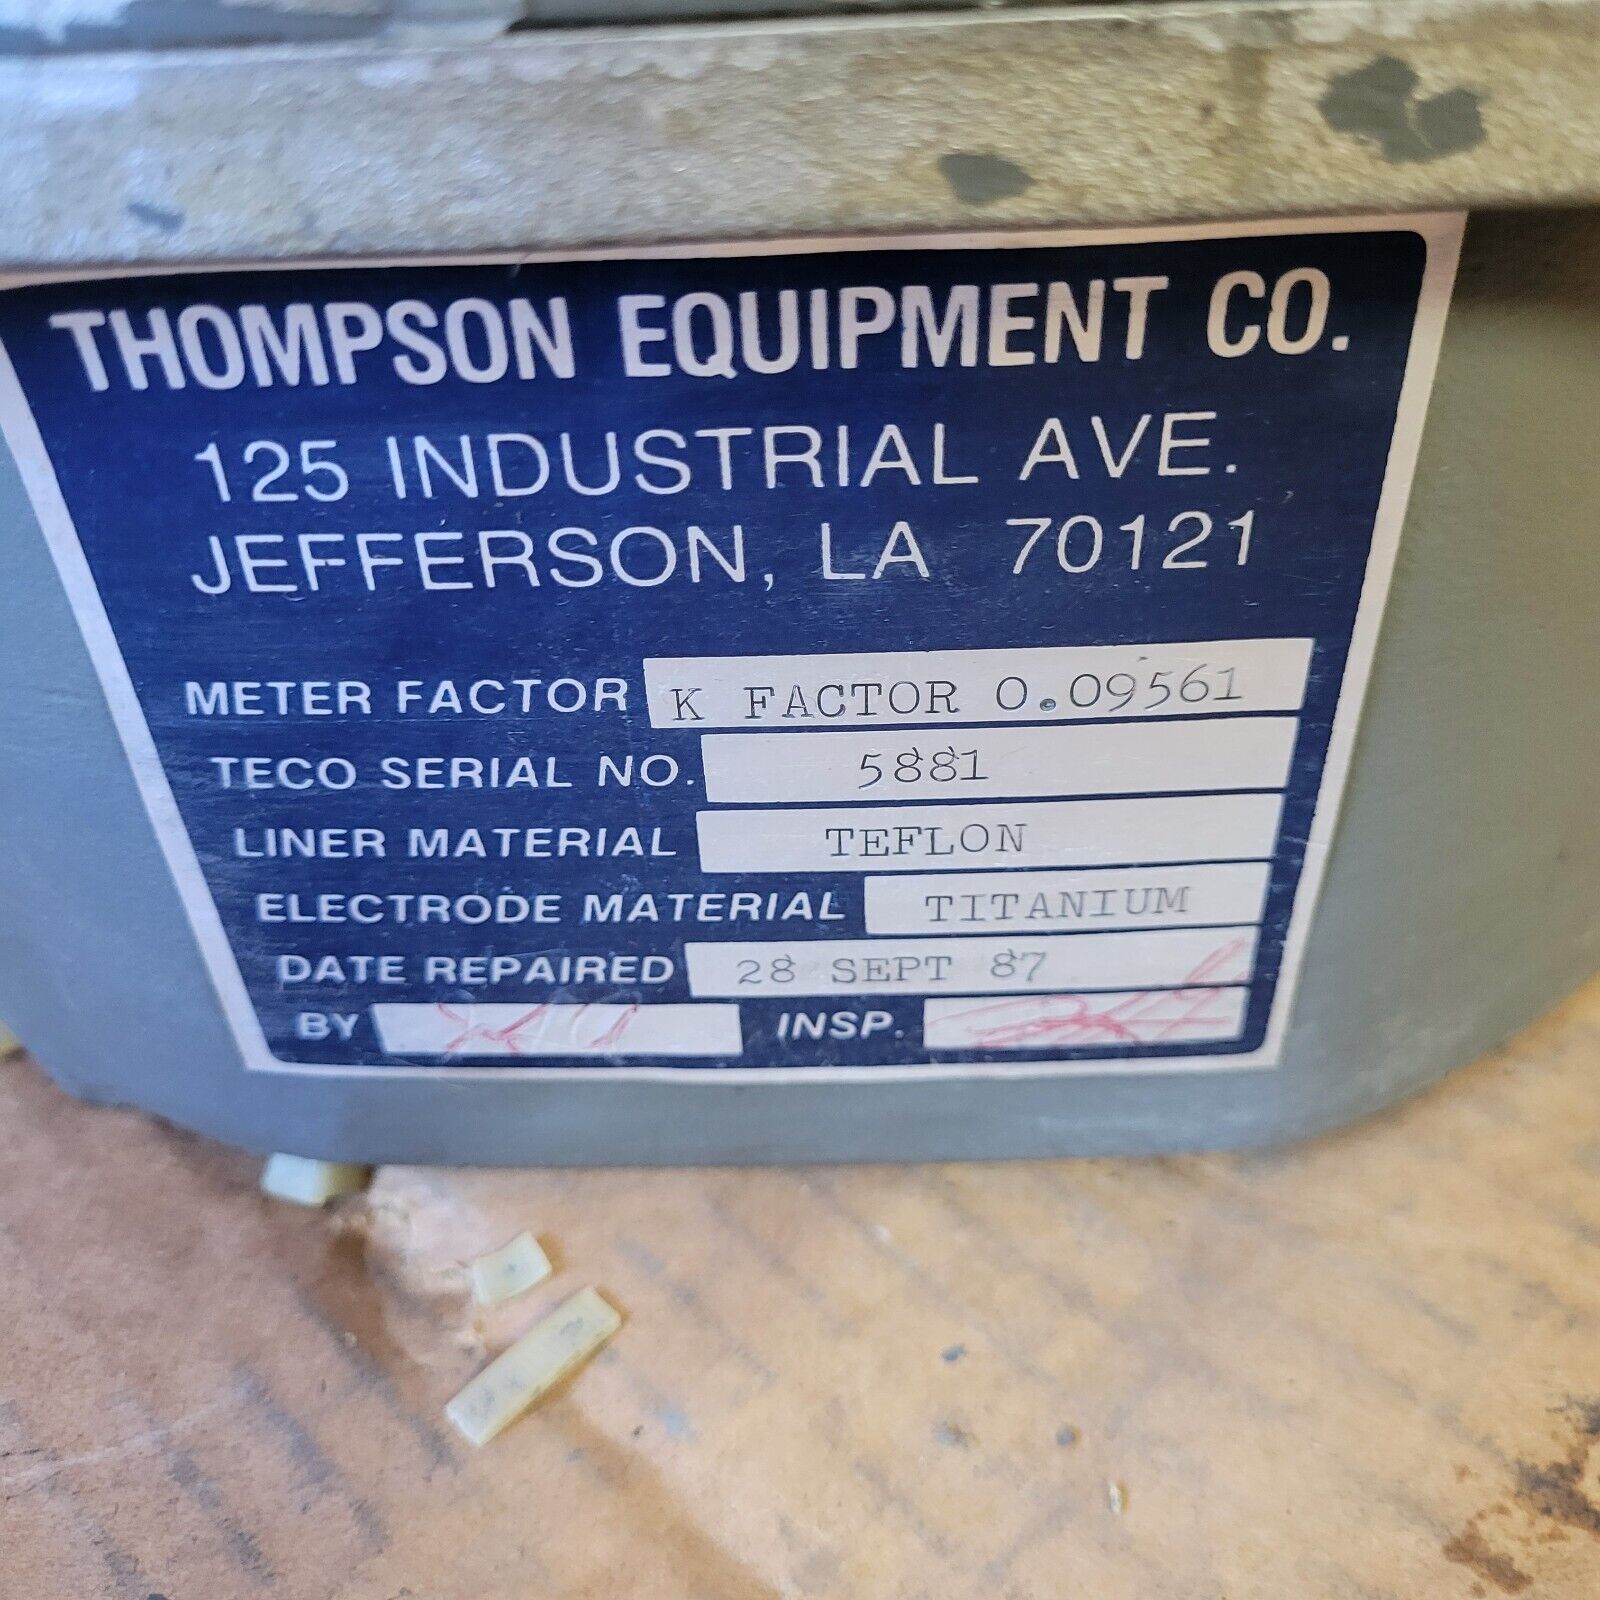 THOMPSON EQUIPMENT CO.
125 INDUSTRIAL AVE.
JEFFERSON, LA 70121
METER FACTOR K FACTOR 0.09561
TECO SERIAL NO. 5881
LINER MATERIAL TEFLON
ELECTRODE MATERIAL TITANIUM
DATE REPAIRED 28 SEPT 87
BY INSP.